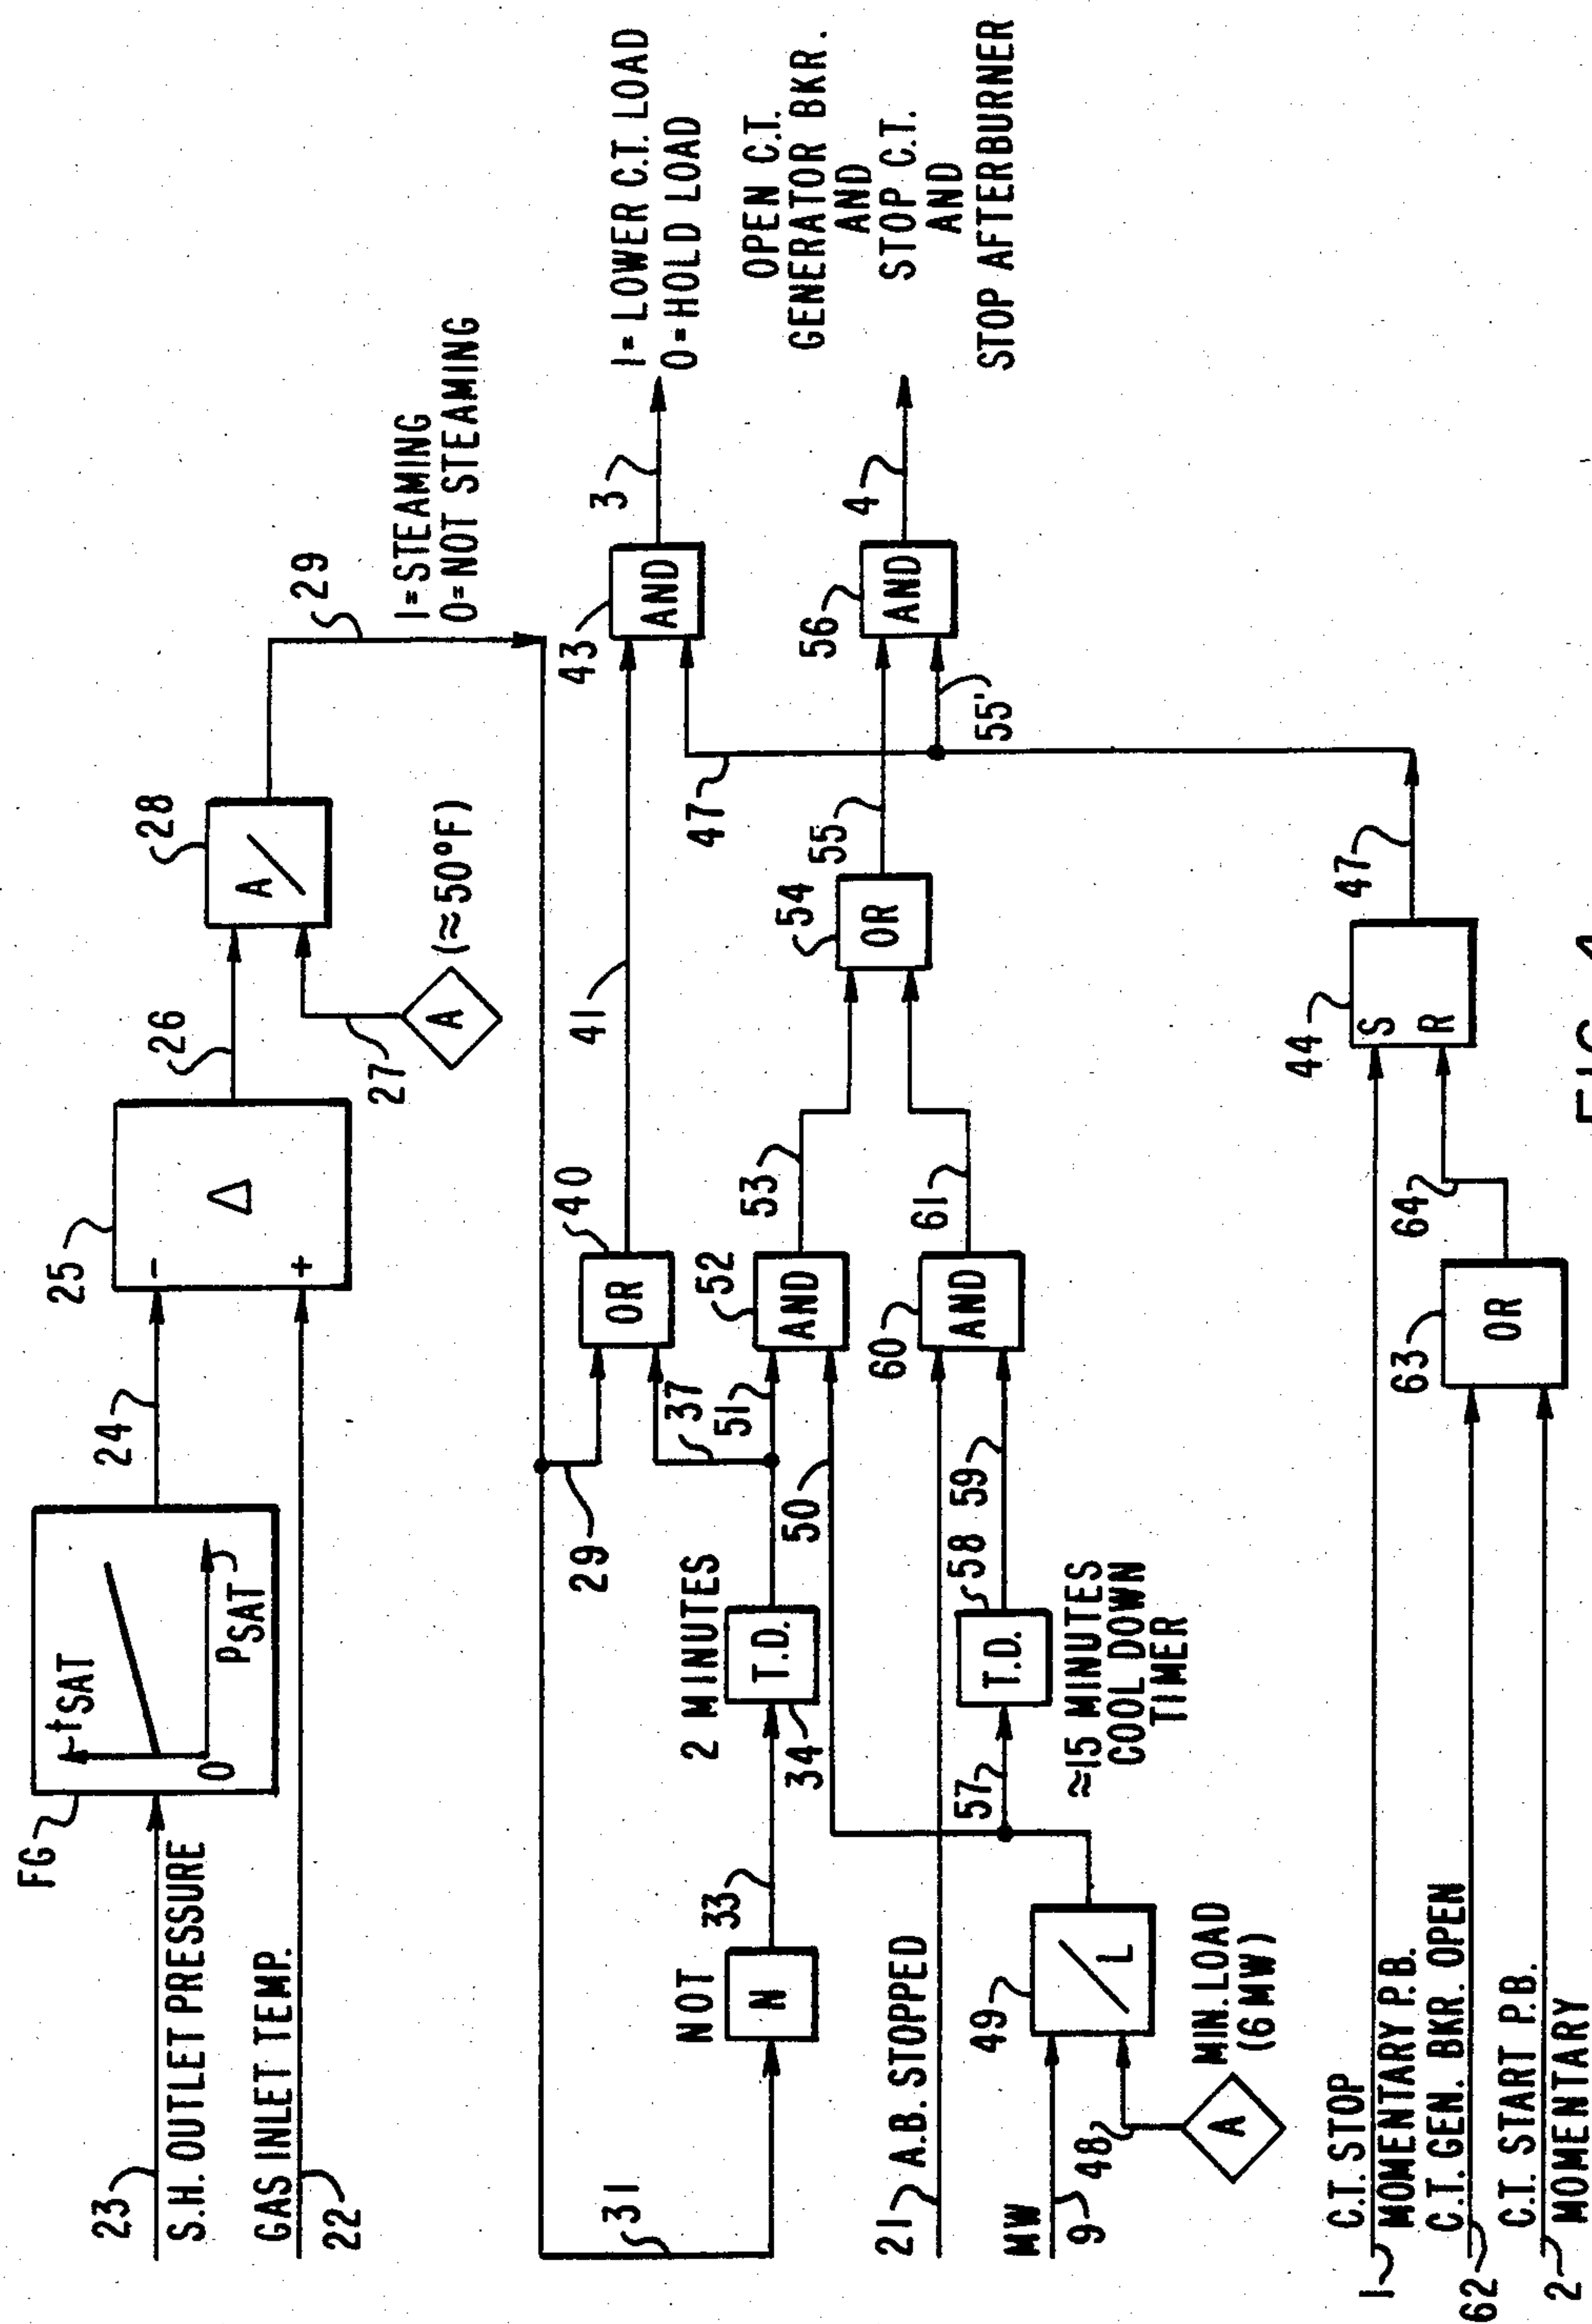 FG
tSAT
PSAT
0
23
S.H. OUTLET PRESSURE
GAS INLET TEMP.
22
24
25
-
+
Δ
26
27
A
(≈50°F)
28
A/
29
1=STEAMING
0=NOT STEAMING
31
NOT
N
33
2 MINUTES
T.D.
34
29
37
51
50
40
OR
41
43
AND
3
1=LOWER C.T. LOAD
0=HOLD LOAD
52
AND
53
54
OR
55
47
55'
56
AND
4
OPEN C.T.
GENERATOR BKR.
AND
STOP C.T.
AND
STOP AFTERBURNER
21
A.B. STOPPED
MW
9
48
49
/L
A
MIN. LOAD
(6 MW)
57
58
T.D.
59
≈15 MINUTES
COOL DOWN
TIMER
60
AND
61
C.T. STOP
1
MOMENTARY P.B.
C.T. GEN. BKR. OPEN
62
C.T. START P.B.
2
MOMENTARY
63
OR
64
44
S
R
47